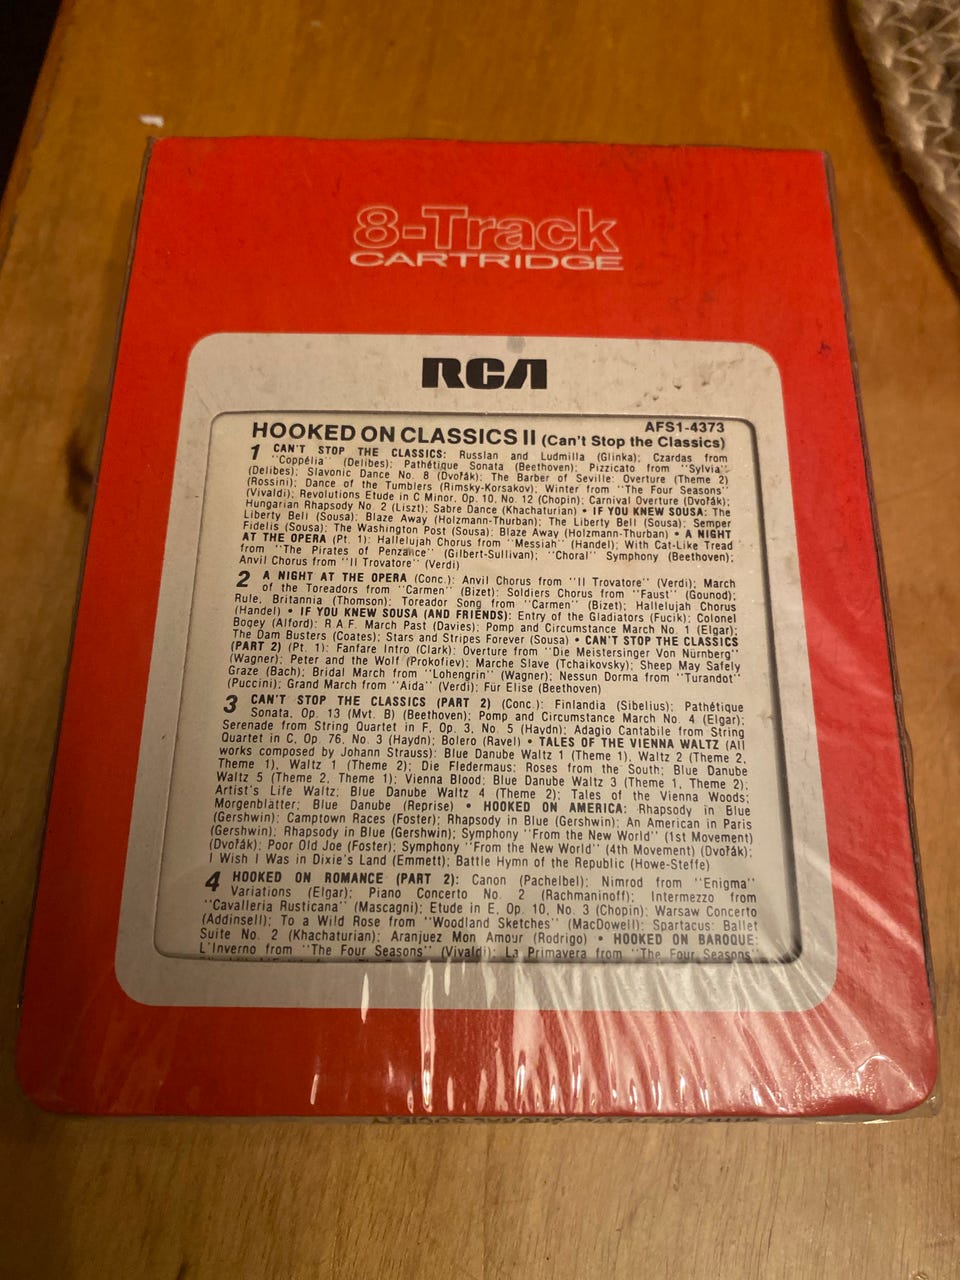 8-Track
CARTRIDGE
RCA
AFS1-4373
HOOKED ON CLASSICS II (Can't Stop the Classics)
1 CAN'T STOP THE CLASSICS: Russlan and Ludmilla (Glinka); Czardas from
"Coppélia" (Delibes); Pathétique Sonata (Beethoven); Pizzicato from "Sylvia"
(Delibes); Slavonic Dance No. 8 (Dvořák); The Barber of Seville: Overture (Theme 2)
(Rossini); Dance of the Tumblers (Rimsky-Korsakov); Winter from "The Four Seasons"
(Vivaldi); Revolutions Etude in C Minor, Op. 10, No. 12 (Chopin); Carnival Overture (Dvořák);
Hungarian Rhapsody No. 2 (Liszt); Sabre Dance (Khachaturian) • IF YOU KNEW SOUSA: The
Liberty Bell (Sousa); Blaze Away (Holzmann-Thurban); The Liberty Bell (Sousa); Semper
Fidelis (Sousa); The Washington Post (Sousa); Blaze Away (Holzmann-Thurban) • A NIGHT
AT THE OPERA (Pt. 1): Hallelujah Chorus from "Messiah" (Handel); With Cat-Like Tread
from "The Pirates of Penzance" (Gilbert-Sullivan); "Choral" Symphony (Beethoven);
Anvil Chorus from "Il Trovatore" (Verdi)
2 A NIGHT AT THE OPERA (Conc.): Anvil Chorus from "Il Trovatore" (Verdi); March
of the Toreadors from "Carmen" (Bizet); Soldiers Chorus from "Faust" (Gounod);
Rule, Britannia (Thomson); Toreador Song from "Carmen" (Bizet); Hallelujah Chorus
(Handel) • IF YOU KNEW SOUSA (AND FRIENDS): Entry of the Gladiators (Fucik); Colonel
Bogey (Alford); R.A.F. March Past (Davies); Pomp and Circumstance March No. 1 (Elgar);
The Dam Busters (Coates); Stars and Stripes Forever (Sousa) • CAN'T STOP THE CLASSICS
(PART 2) (Pt. 1): Fanfare Intro (Clark); Overture from "Die Meistersinger Von Nürnberg"
(Wagner); Peter and the Wolf (Prokofiev); Marche Slave (Tchaikovsky); Sheep May Safely
Graze (Bach); Bridal March from "Lohengrin" (Wagner); Nessun Dorma from "Turandot"
(Puccini); Grand March from "Aida" (Verdi); Für Elise (Beethoven)
3 CAN'T STOP THE CLASSICS (PART 2) (Conc.): Finlandia (Sibelius); Pathétique
Sonata, Op. 13 (Mvt. B) (Beethoven); Pomp and Circumstance March No. 4 (Elgar);
Serenade from String Quartet in F, Op. 3, No. 5 (Haydn); Adagio Cantabile from String
Quartet in C, Op. 76, No. 3 (Haydn); Bolero (Ravel) • TALES OF THE VIENNA WALTZ (All
works composed by Johann Strauss): Blue Danube Waltz 1 (Theme 1), Waltz 2 (Theme 2,
Theme 1), Waltz 1 (Theme 2); Die Fledermaus; Roses from the South; Blue Danube
Waltz 5 (Theme 2, Theme 1); Vienna Blood; Blue Danube Waltz 3 (Theme 1, Theme 2);
Artist's Life Waltz; Blue Danube Waltz 4 (Theme 2); Tales of the Vienna Woods;
Morgenblätter; Blue Danube (Reprise) • HOOKED ON AMERICA: Rhapsody in Blue
(Gershwin); Camptown Races (Foster); Rhapsody in Blue (Gershwin); An American in Paris
(Gershwin); Rhapsody in Blue (Gershwin); Symphony "From the New World" (1st Movement)
(Dvořák); Poor Old Joe (Foster); Symphony "From the New World" (4th Movement) (Dvořák);
I Wish I Was in Dixie's Land (Emmett); Battle Hymn of the Republic (Howe-Steffe)
4 HOOKED ON ROMANCE (PART 2): Canon (Pachelbel); Nimrod from "Enigma"
Variations (Elgar); Piano Concerto No. 2 (Rachmaninoff); Intermezzo from
"Cavalleria Rusticana" (Mascagni); Etude in E, Op. 10, No. 3 (Chopin); Warsaw Concerto
(Addinsell); To a Wild Rose from "Woodland Sketches" (MacDowell); Spartacus: Ballet
Suite No. 2 (Khachaturian); Aranjuez Mon Amour (Rodrigo) • HOOKED ON BAROQUE:
L'Inverno from "The Four Seasons" (Vivaldi); La Primavera from "The Four Seasons"